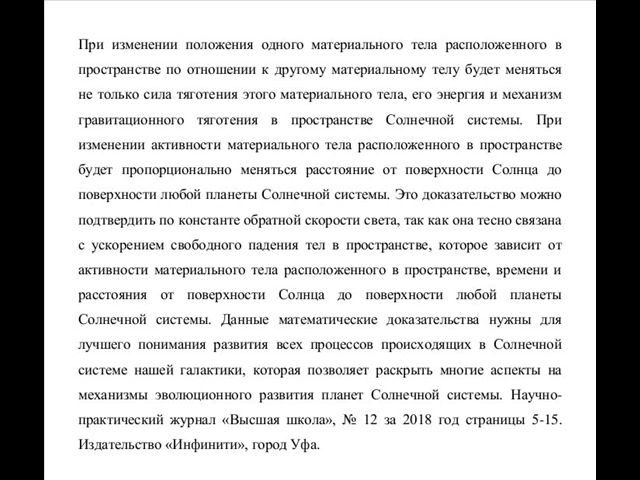 При изменении положения одного материального тела расположенного в
пространстве по отношении к другому материальному телу будет меняться
не только сила тяготения этого материального тела, его энергия и механизм
гравитационного тяготения в пространстве Солнечной системы. При
изменении активности материального тела расположенного в пространстве
будет пропорционально меняться расстояние от поверхности Солнца до
поверхности любой планеты Солнечной системы. Это доказательство можно
подтвердить по константе обратной скорости света, так как она тесно связана
с ускорением свободного падения тел в пространстве, которое зависит от
активности материального тела расположенного в пространстве, времени и
расстояния от поверхности Солнца до поверхности любой планеты
Солнечной системы. Данные математические доказательства нужны для
лучшего понимания развития всех процессов происходящих в Солнечной
системе нашей галактики, которая позволяет раскрыть многие аспекты на
механизмы эволюционного развития планет Солнечной системы. Научно-
практический журнал «Высшая школа», № 12 за 2018 год страницы 5-15.
Издательство «Инфинити», город Уфа.